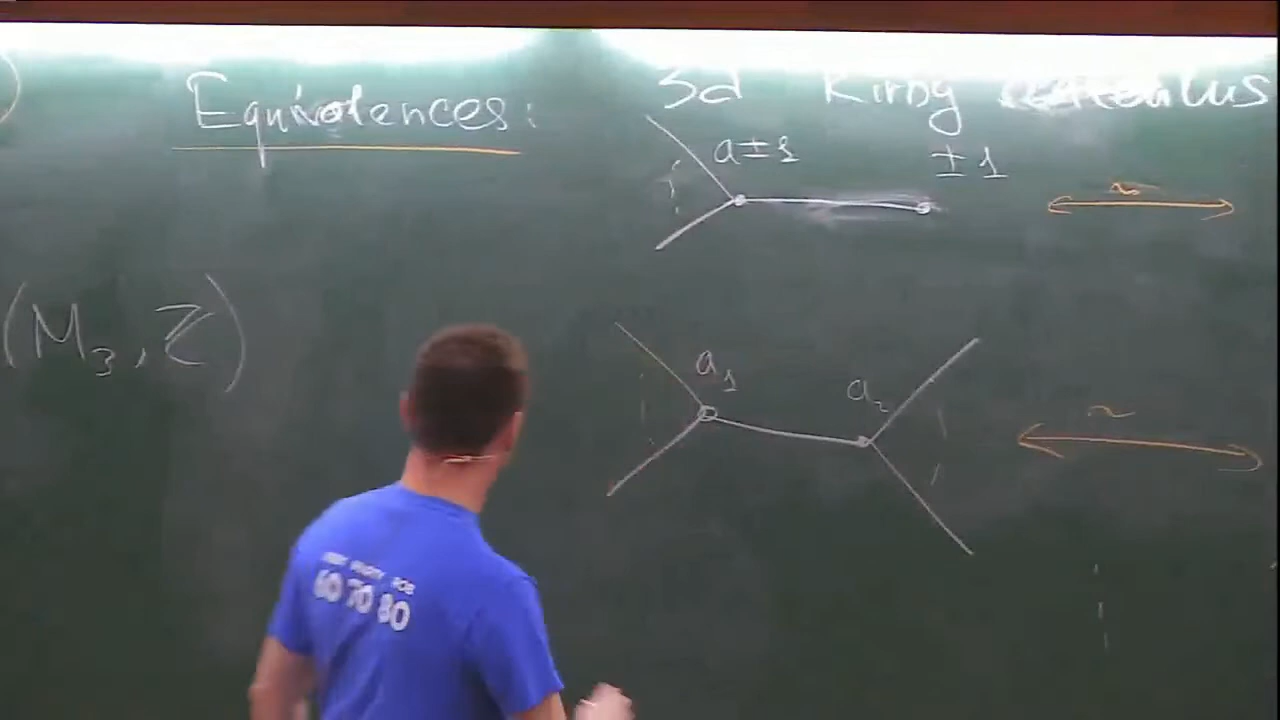 )
Equivalences:
3d Kirby calculus
a±1
±1
~
(M₃, Z)
a₁
a₂
~
60 70 80